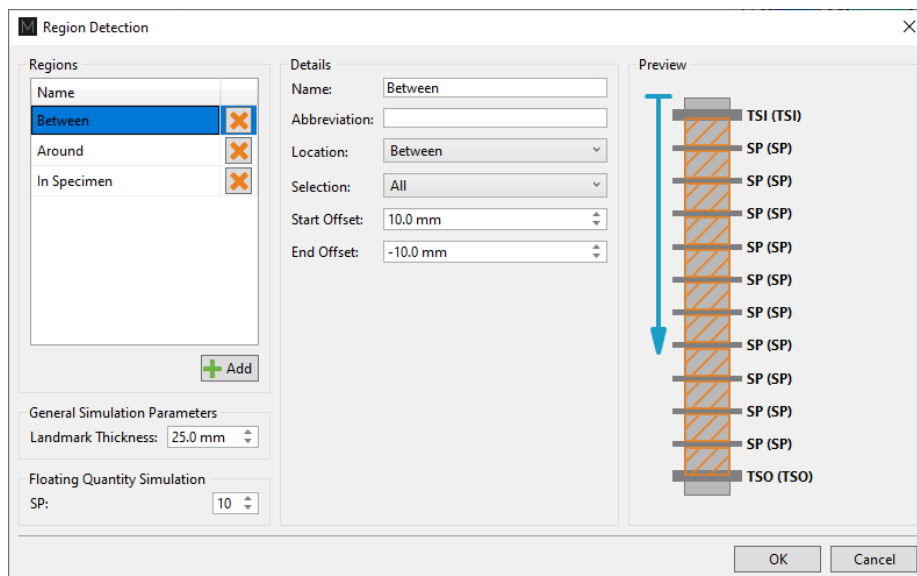 M Region Detection
Regions
Name
Between
Around
In Specimen
Add
General Simulation Parameters
Landmark Thickness: 25.0 mm
Floating Quantity Simulation
SP: 10
Details
Name: Between
Abbreviation:
Location: Between
Selection: All
Start Offset: 10.0 mm
End Offset: -10.0 mm
Preview
TSI (TSI)
SP (SP)
SP (SP)
SP (SP)
SP (SP)
SP (SP)
SP (SP)
SP (SP)
SP (SP)
SP (SP)
SP (SP)
TSO (TSO)
OK
Cancel